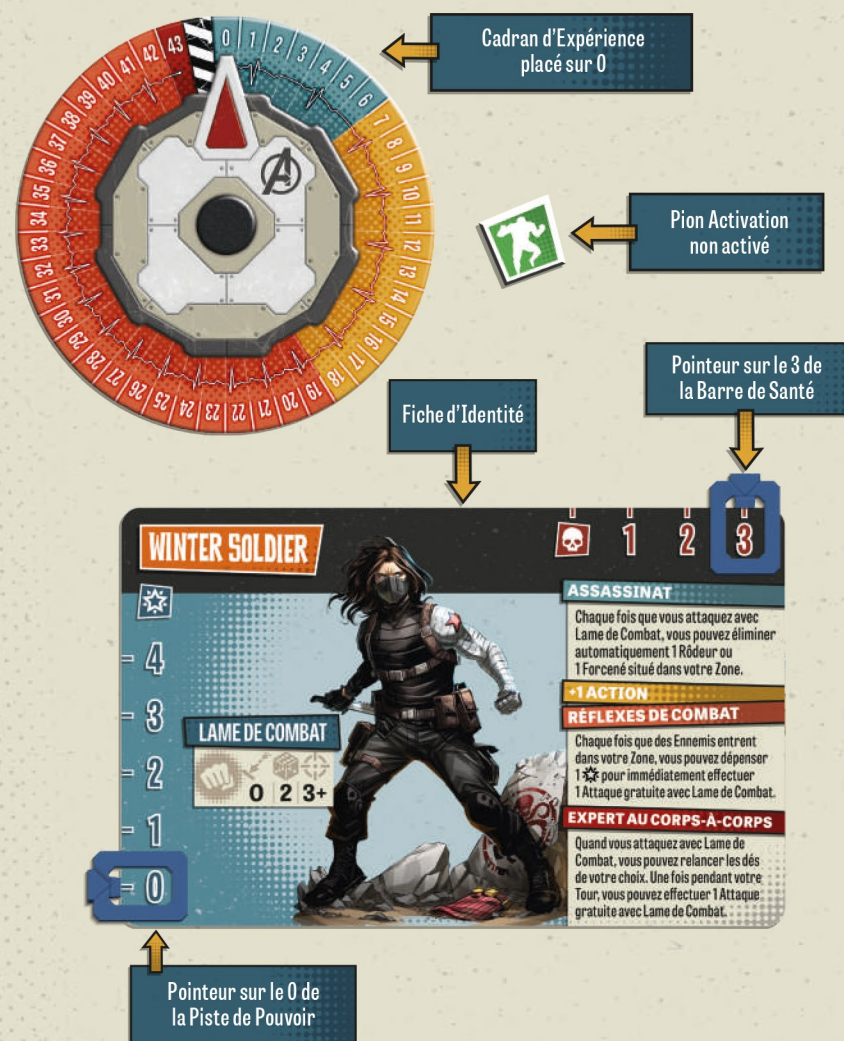 Cadran d'Expérience
placé sur 0
0 1 2 3 4 5 6 7 8 9 10 11 12 13 14 15 16 17 18 19 20 21 22 23 24 25 26 27 28 29 30 31 32 33 34 35 36 37 38 39 40 41 42 43
Pion Activation
non activé
Pointeur sur le 3 de
la Barre de Santé
Fiche d'Identité
WINTER SOLDIER
1 2 3
4
3
2
1
0
LAME DE COMBAT
0 2 3+
ASSASSINAT
Chaque fois que vous attaquez avec
Lame de Combat, vous pouvez éliminer
automatiquement 1 Rôdeur ou
1 Forcené situé dans votre Zone.
+1 ACTION
RÉFLEXES DE COMBAT
Chaque fois que des Ennemis entrent
dans votre Zone, vous pouvez dépenser
1 pour immédiatement effectuer
1 Attaque gratuite avec Lame de Combat.
EXPERT AU CORPS-À-CORPS
Quand vous attaquez avec Lame de
Combat, vous pouvez relancer les dés
de votre choix. Une fois pendant votre
Tour, vous pouvez effectuer 1 Attaque
gratuite avec Lame de Combat.
Pointeur sur le 0 de
la Piste de Pouvoir